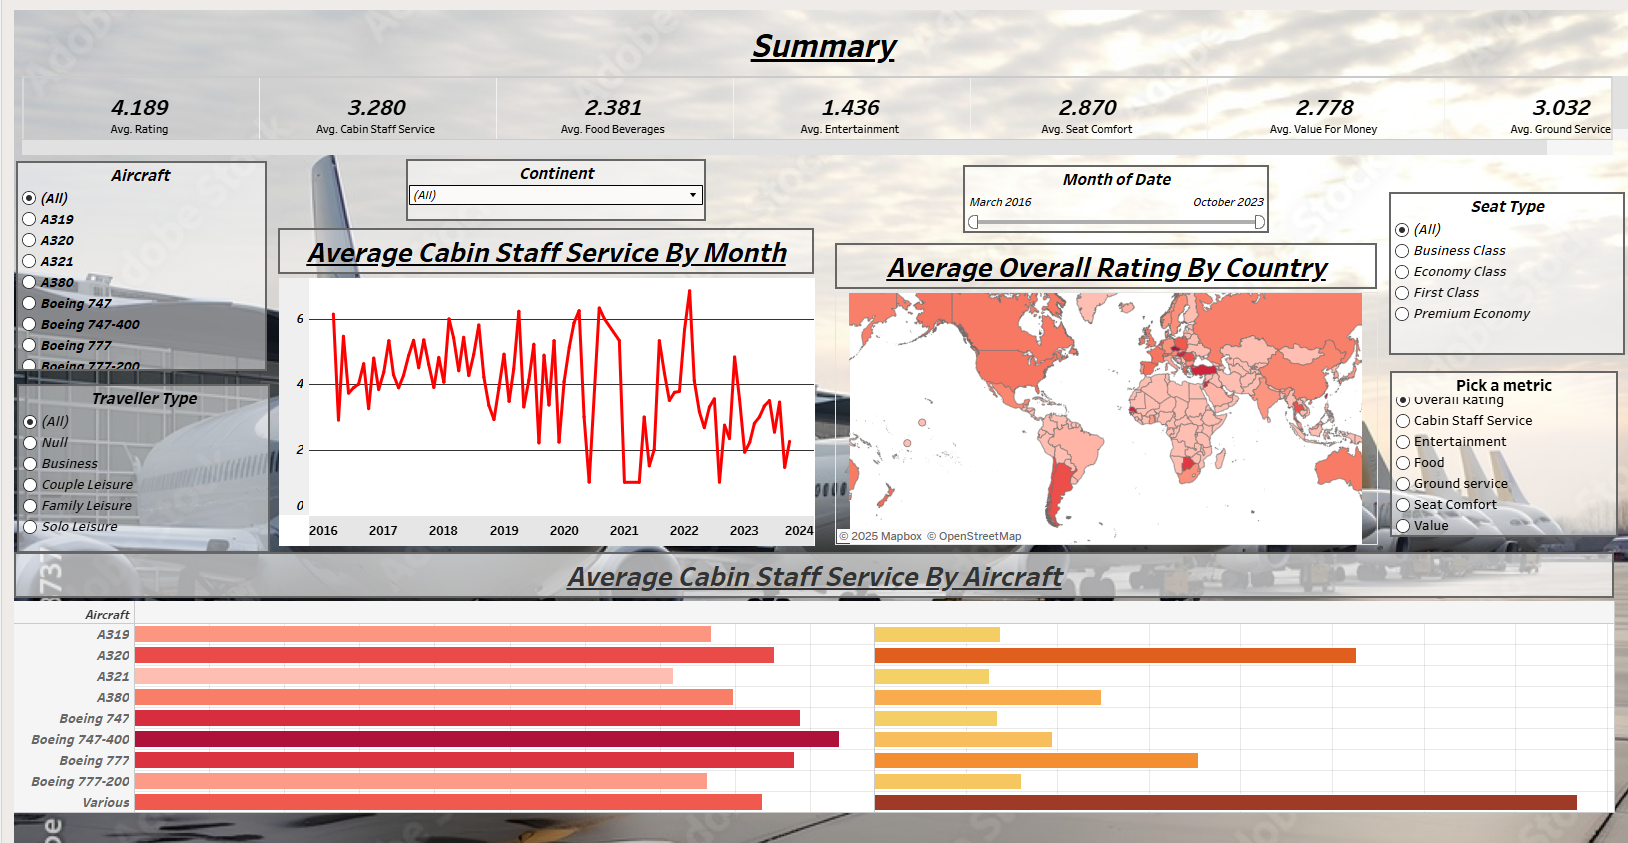 Summary
4.189
Avg. Rating
3.280
Avg. Cabin Staff Service
2.381
Avg. Food Beverages
1.436
Avg. Entertainment
2.870
Avg. Seat Comfort
2.778
Avg. Value For Money
3.032
Avg. Ground Service
Aircraft
(All)
A319
A320
A321
A380
Boeing 747
Boeing 747-400
Boeing 777
Boeing 777-200
Traveller Type
(All)
Null
Business
Couple Leisure
Family Leisure
Solo Leisure
Continent
(All)
Month of Date
March 2016
October 2023
Seat Type
(All)
Business Class
Economy Class
First Class
Premium Economy
Pick a metric
Overall Rating
Cabin Staff Service
Entertainment
Food
Ground service
Seat Comfort
Value
Average Cabin Staff Service By Month
6
4
2
0
2016 2017 2018 2019 2020 2021 2022 2023 2024
Average Overall Rating By Country
© 2025 Mapbox © OpenStreetMap
Average Cabin Staff Service By Aircraft
Aircraft
A319
A320
A321
A380
Boeing 747
Boeing 747-400
Boeing 777
Boeing 777-200
Various